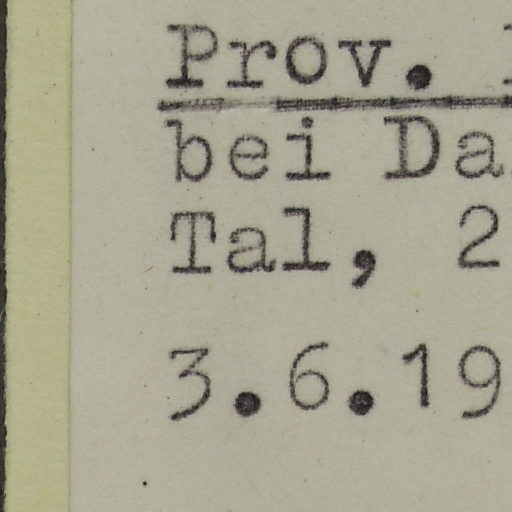 Prov.
bei Da
Tal, 2
3.6.19